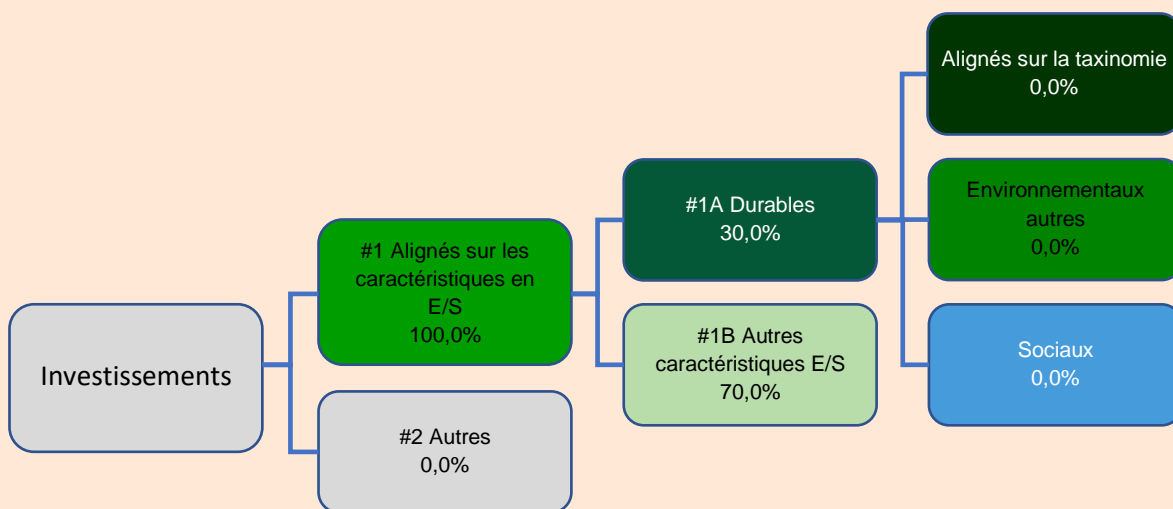 Investissements
#1 Alignés sur les
caractéristiques en
E/S
100,0%
#2 Autres
0,0%
#1A Durables
30,0%
#1B Autres
caractéristiques E/S
70,0%
Alignés sur la taxinomie
0,0%
Environnementaux
autres
0,0%
Sociaux
0,0%